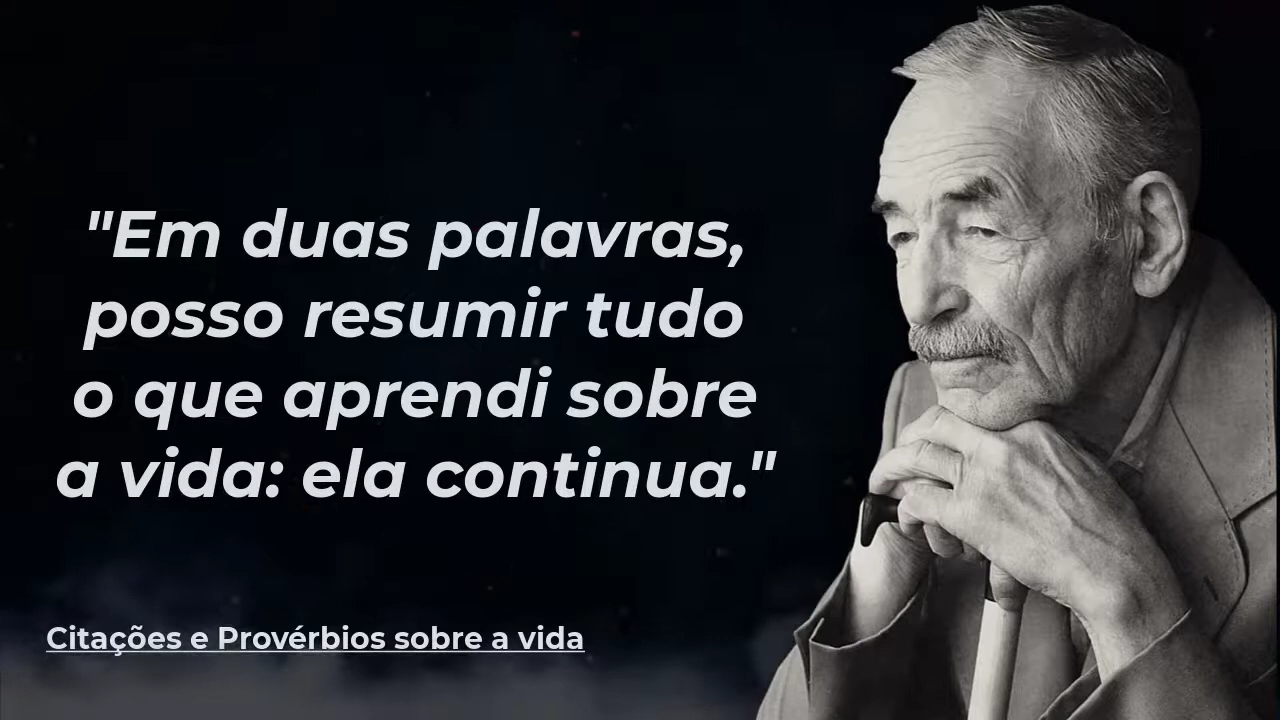 "Em duas palavras,
posso resumir tudo
o que aprendi sobre
a vida: ela continua."
Citações e Provérbios sobre a vida